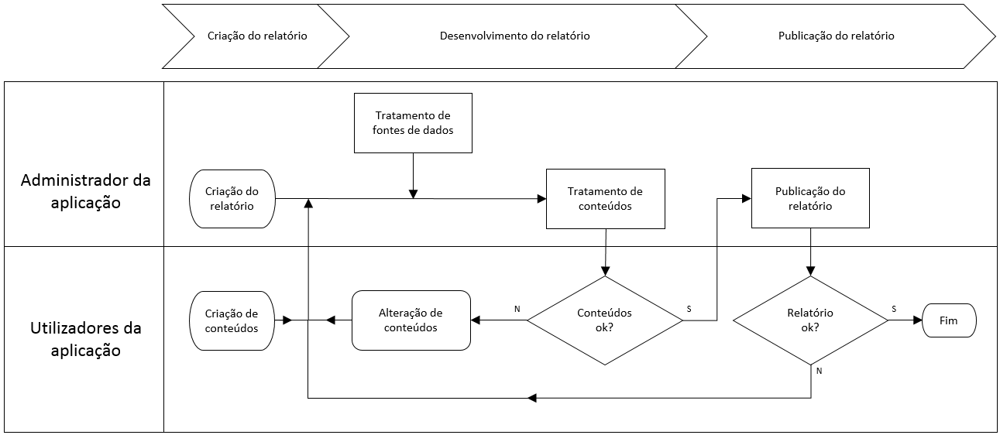 Criação do relatório
Desenvolvimento do relatório
Publicação do relatório
Administrador da
aplicação
Tratamento de
fontes de dados
Criação do
relatório
Tratamento de
conteúdos
Publicação do
relatório
Utilizadores da
aplicação
Criação de
conteúdos
Alteração de
conteúdos
N
Conteúdos
ok?
S
Relatório
ok?
S
Fim
N